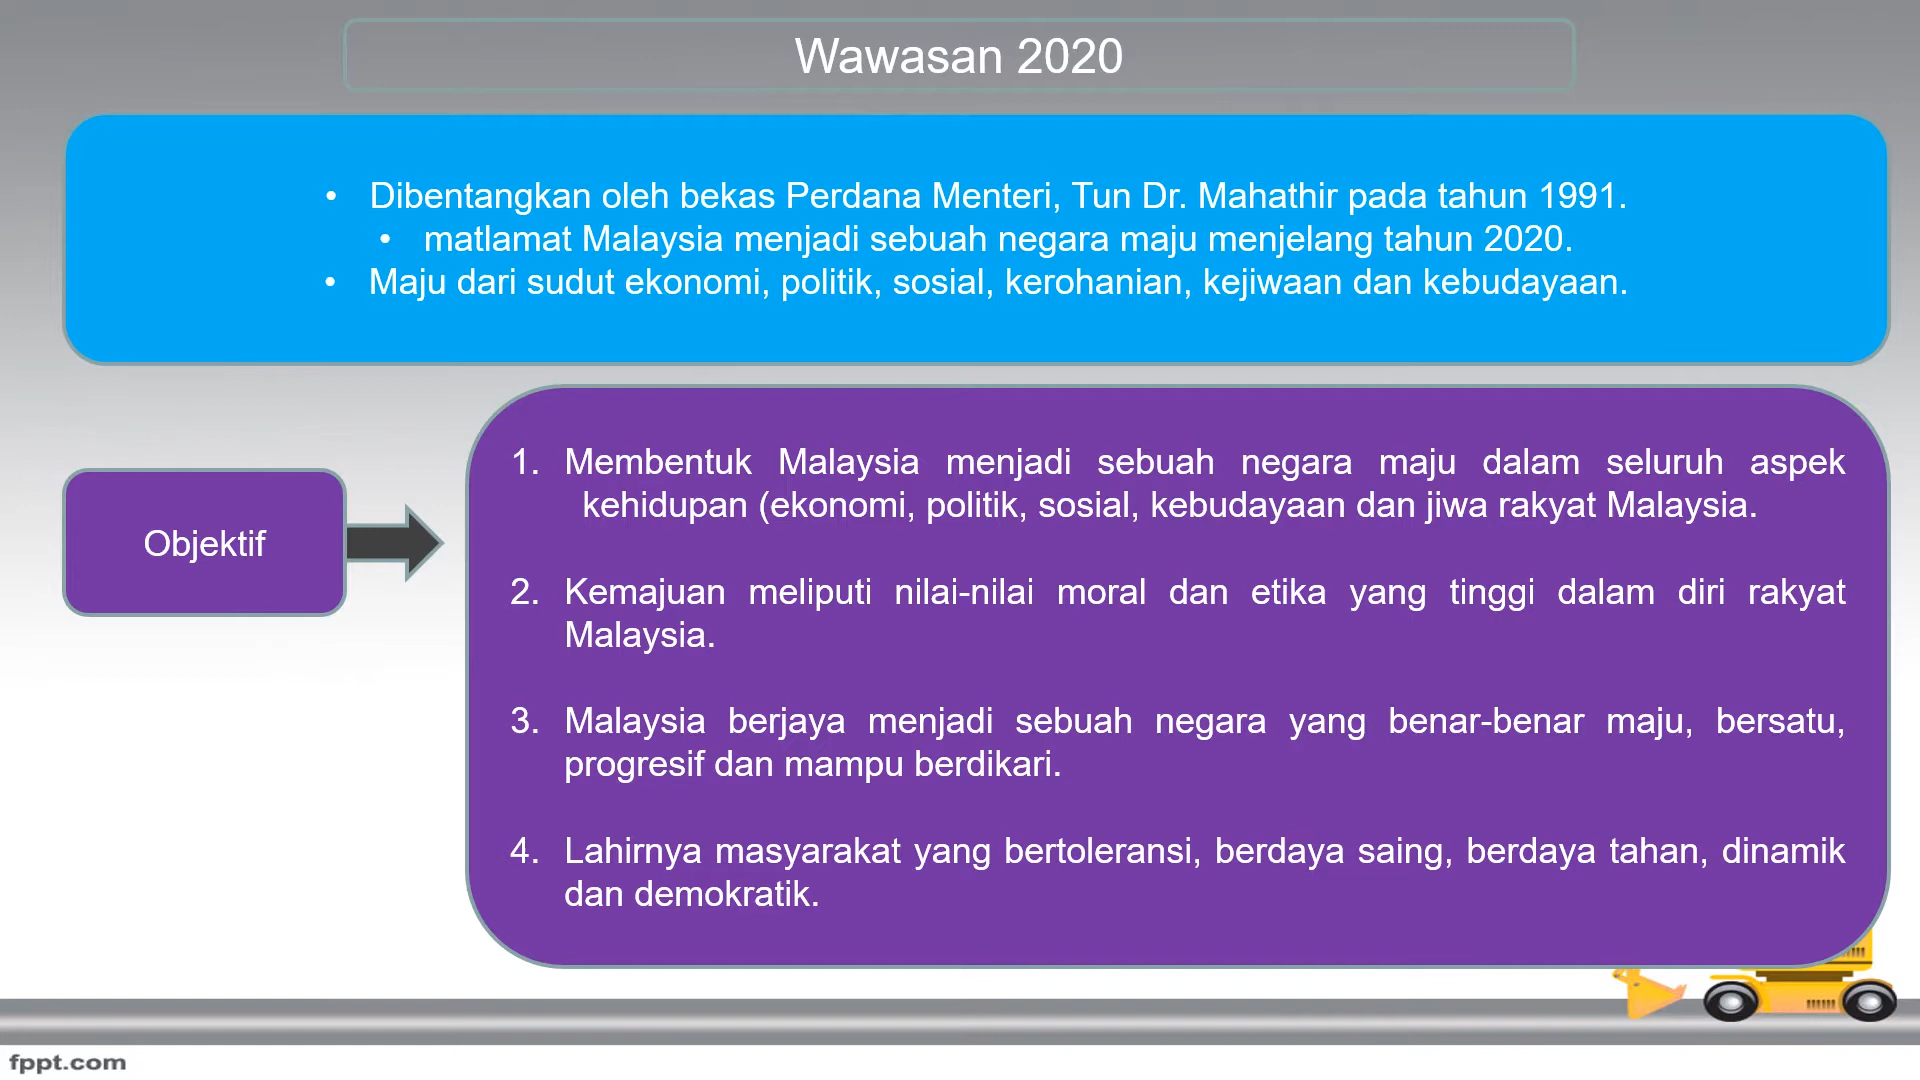 Wawasan 2020
• Dibentangkan oleh bekas Perdana Menteri, Tun Dr. Mahathir pada tahun 1991.
• matlamat Malaysia menjadi sebuah negara maju menjelang tahun 2020.
• Maju dari sudut ekonomi, politik, sosial, kerohanian, kejiwaan dan kebudayaan.
Objektif
1. Membentuk Malaysia menjadi sebuah negara maju dalam seluruh aspek
kehidupan (ekonomi, politik, sosial, kebudayaan dan jiwa rakyat Malaysia.
2. Kemajuan meliputi nilai-nilai moral dan etika yang tinggi dalam diri rakyat
Malaysia.
3. Malaysia berjaya menjadi sebuah negara yang benar-benar maju, bersatu,
progresif dan mampu berdikari.
4. Lahirnya masyarakat yang bertoleransi, berdaya saing, berdaya tahan, dinamik
dan demokratik.
fppt.com